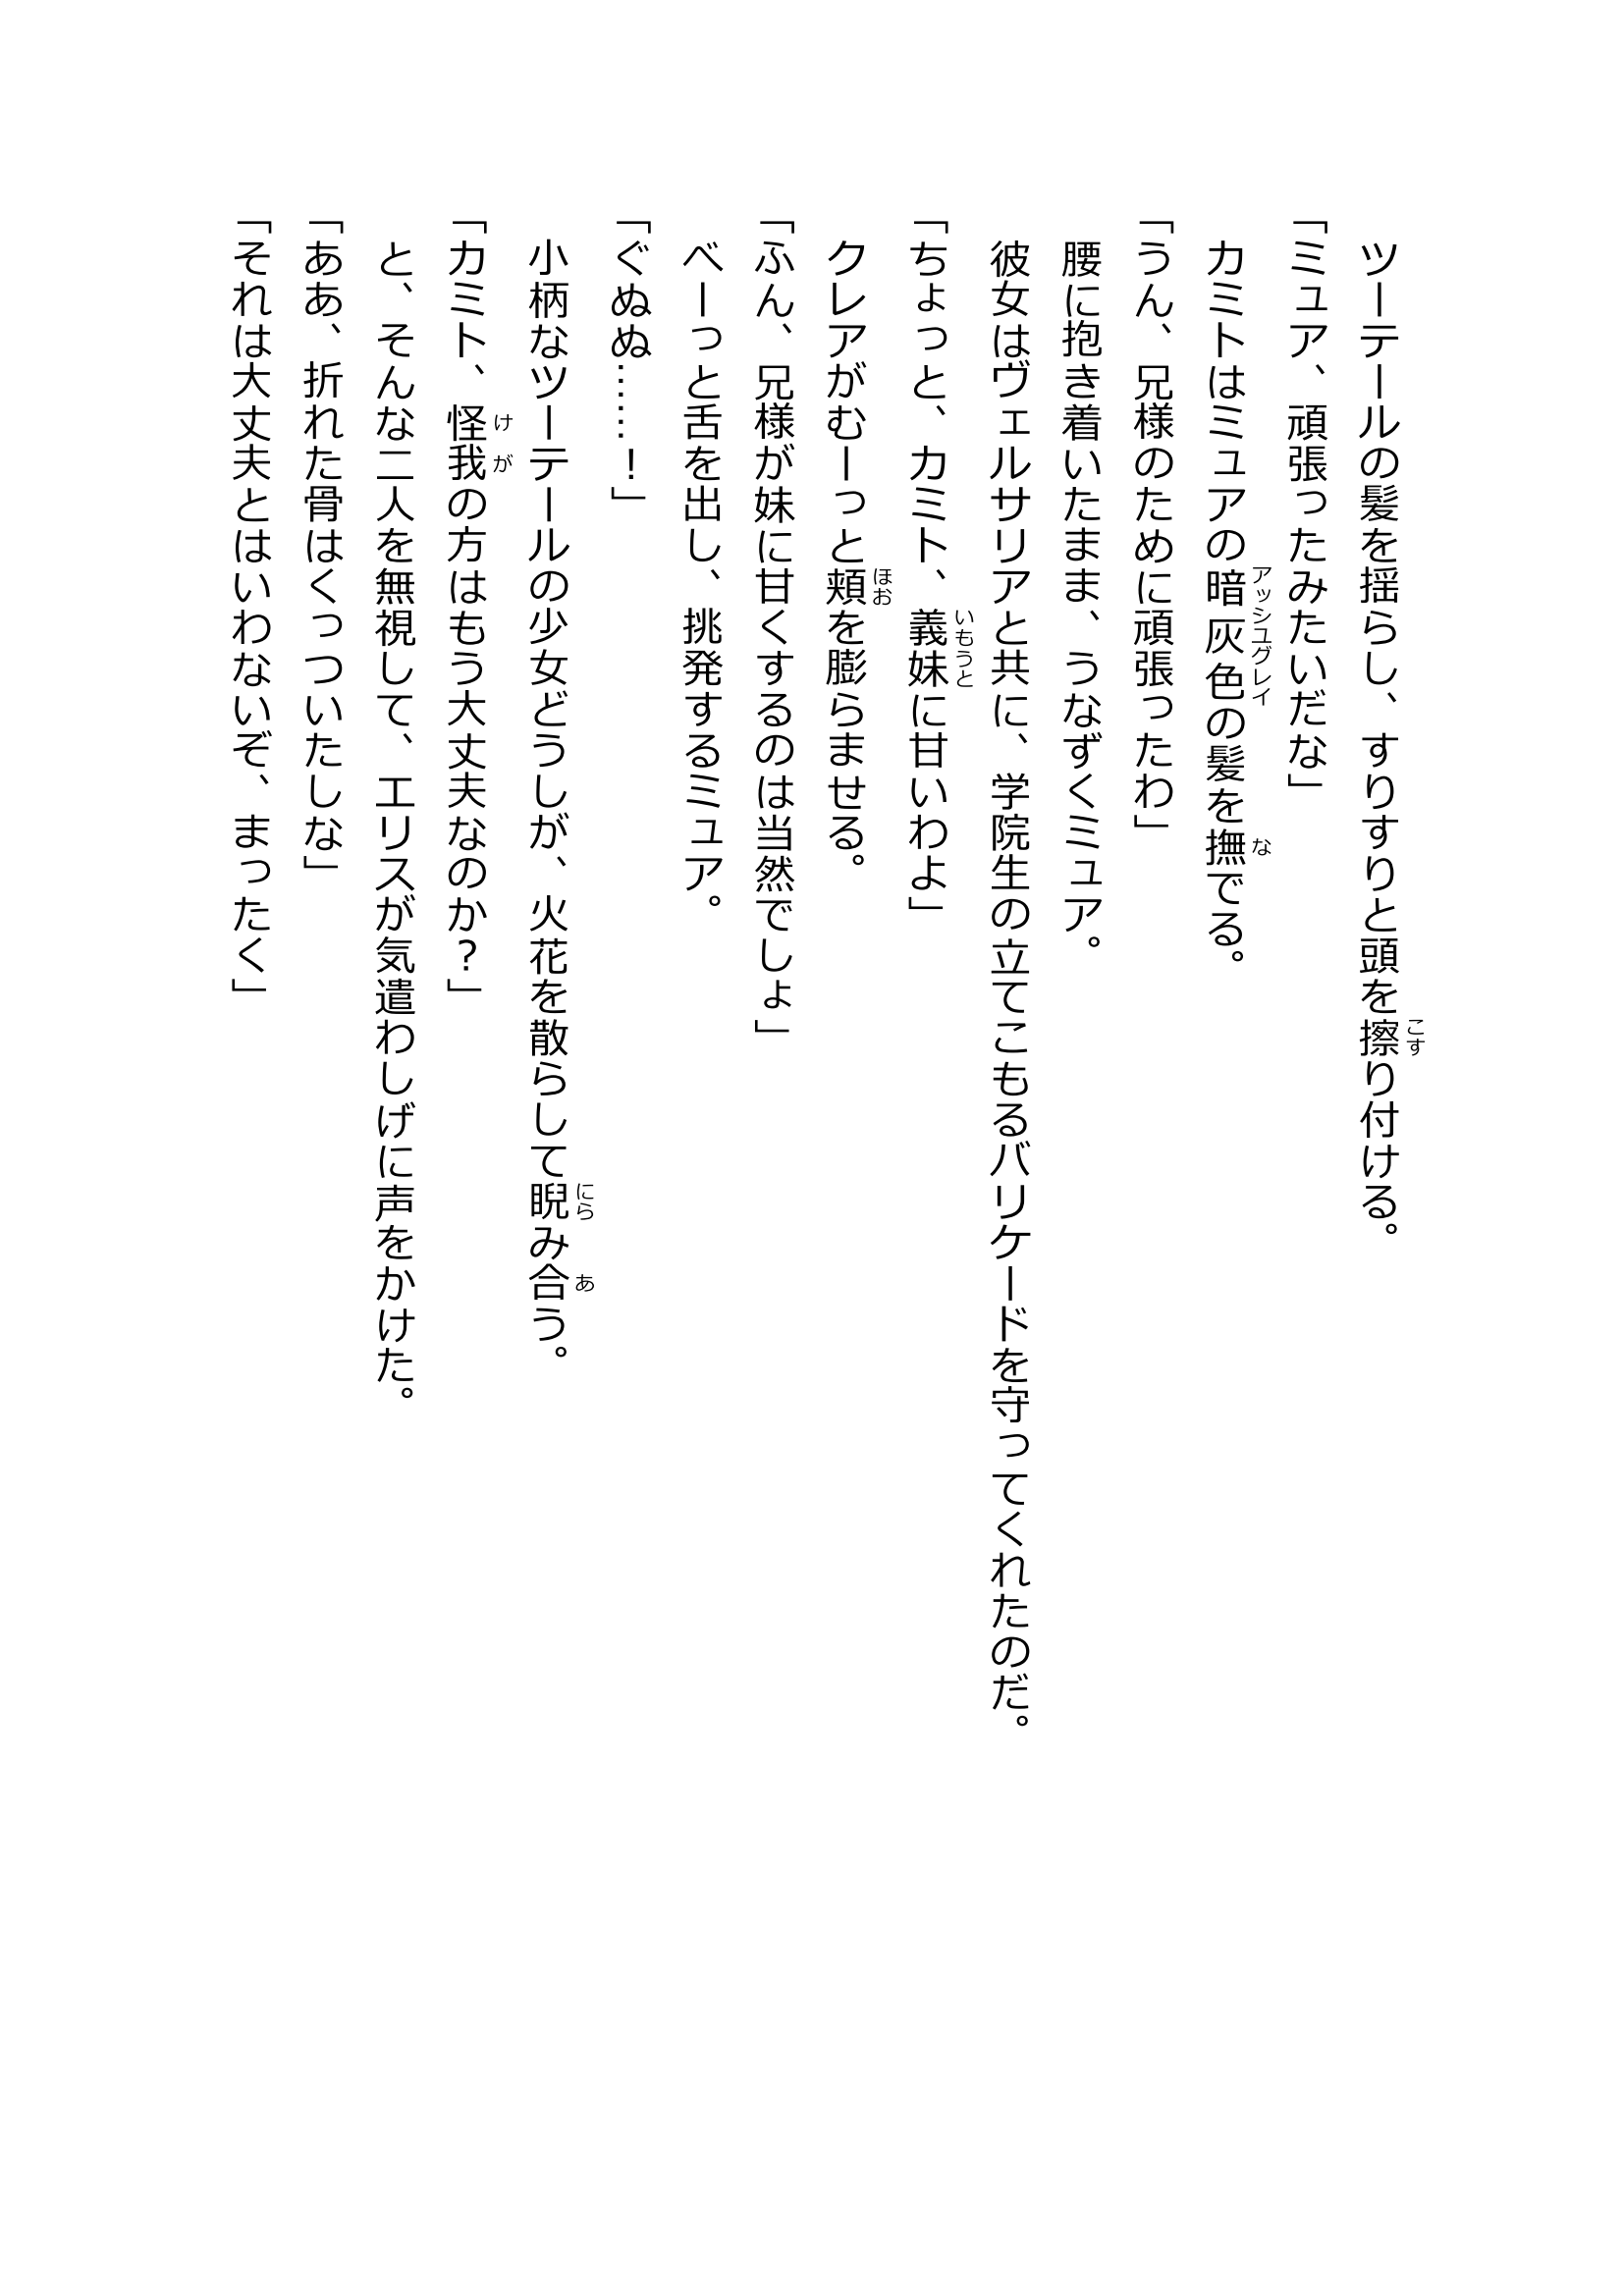 ツーテールの髪を揺らし、すりすりと頭を擦り付ける。
「ミュア、頑張ったみたいだな」
カミトはミュアの暗灰色の髪を撫でる。
「うん、兄様のために頑張ったわ」
腰に抱き着いたまま、うなずくミュア。
彼女はヴェルサリアと共に、学院生の立てこもるバリケードを守ってくれたのだ。
「ちょっと、カミト、義妹に甘いわよ」
クレアがむーっと頬を膨らませる。
「ふん、兄様が妹に甘くするのは当然でしょ」
べーっと舌を出し、挑発するミュア。
「ぐぬぬ……！」
小柄なツーテールの少女どうしが、火花を散らして睨み合う。
「カミト、怪我の方はもう大丈夫なのか？」
と、そんな二人を無視して、エリスが気遣わしげに声をかけた。
「ああ、折れた骨はくっついたしな」
「それは大丈夫とはいわないぞ、まったく」